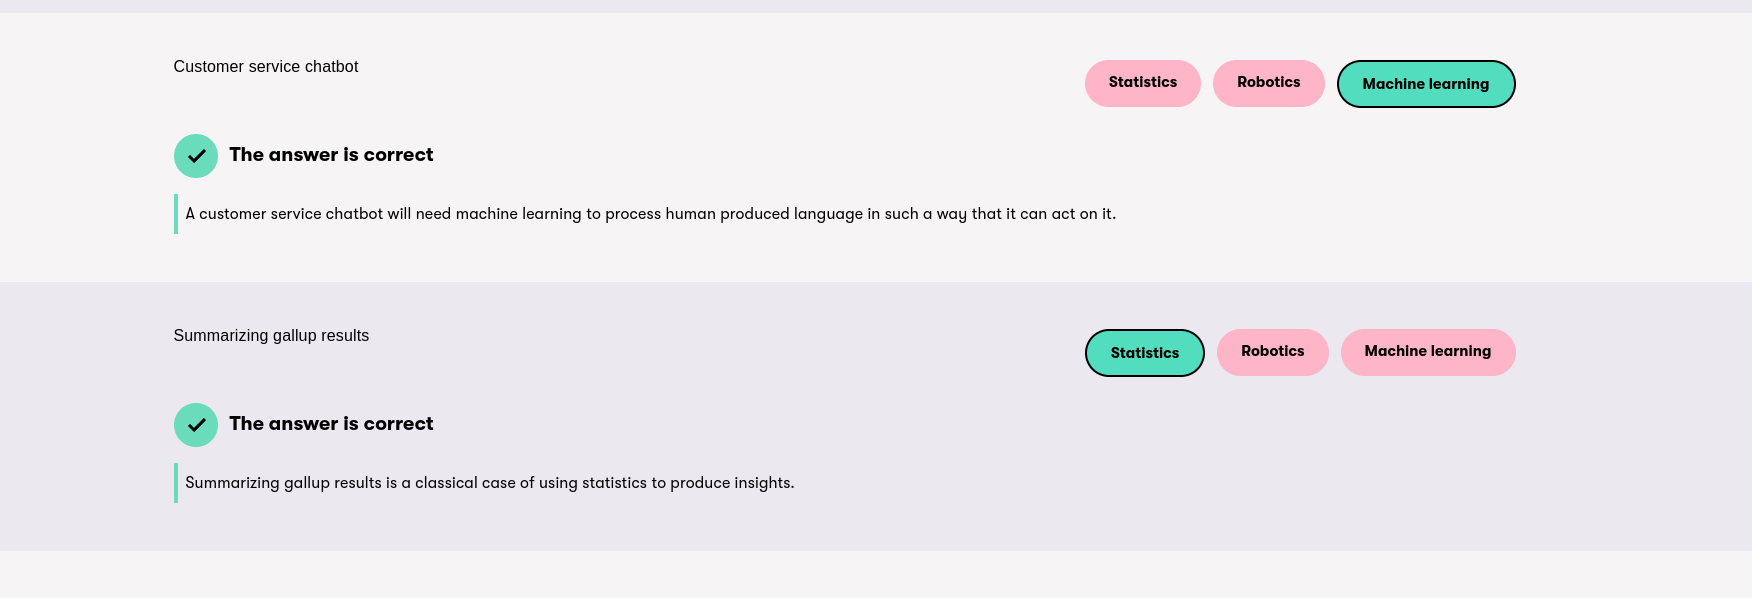 Customer service chatbot
Statistics Robotics Machine learning
The answer is correct
A customer service chatbot will need machine learning to process human produced language in such a way that it can act on it.
Summarizing gallup results
Statistics Robotics Machine learning
The answer is correct
Summarizing gallup results is a classical case of using statistics to produce insights.